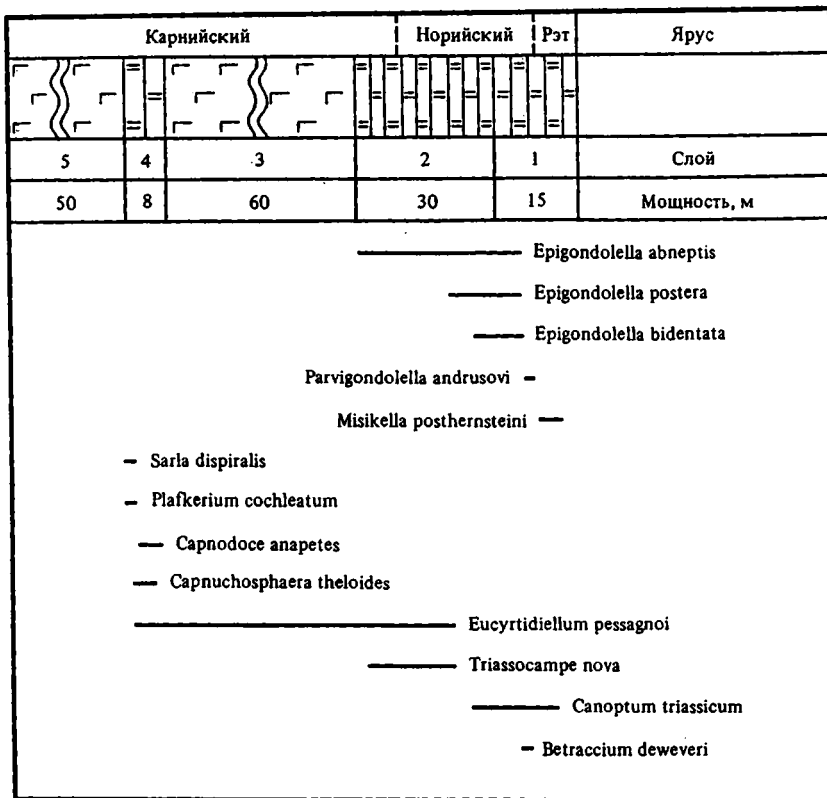 Карнийский Норийский Рэт Ярус
5 4 3 2 1 Слой
50 8 60 30 15 Мощность, м
Epigondolella abneptis
Epigondolella postera
Epigondolella bidentata
Parvigondolella andrusovi
Misikella posthernsteini
Sarla dispiralis
Plafkerium cochleatum
Capnodoce anapetes
Capnuchosphaera theloides
Eucyrtidiellum pessagnoi
Triassocampe nova
Canoptum triassicum
Betraccium deweveri